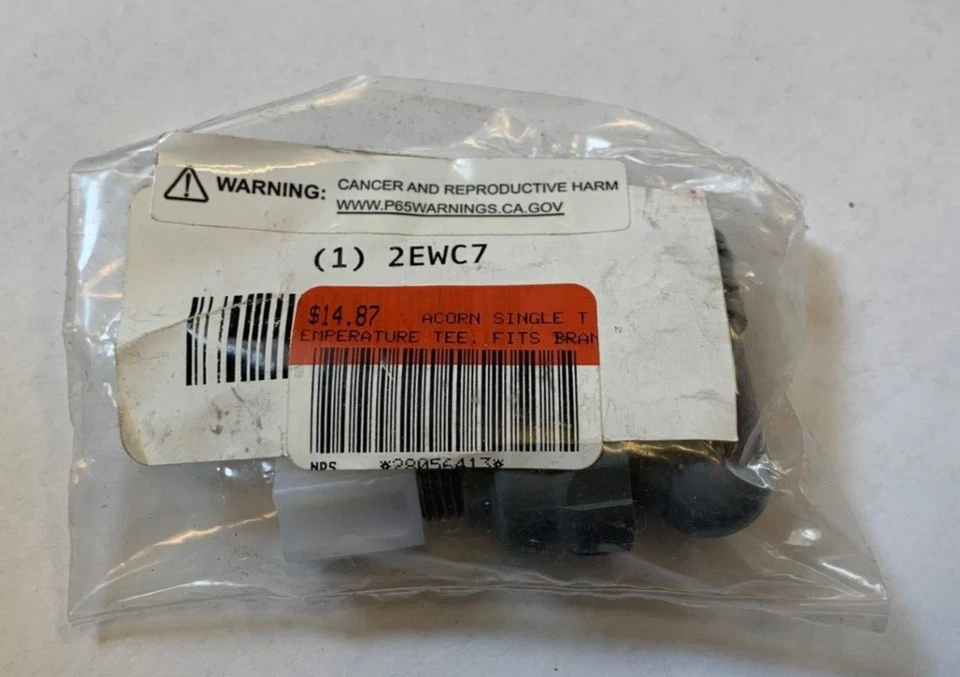 WARNING: CANCER AND REPRODUCTIVE HARM
WWW.P65WARNINGS.CA.GOV
(1) 2EWC7
$14.87 ACORN SINGLE T
EMPERATURE TEE, FITS BRAN
NPS *28056413*